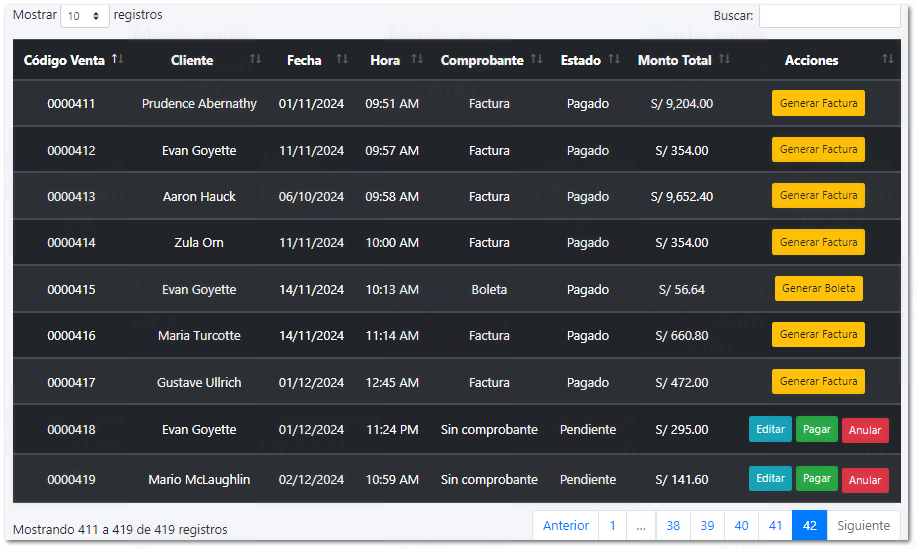 Mostrar 10 registros Buscar:
Código Venta Cliente Fecha Hora Comprobante Estado Monto Total Acciones
0000411 Prudence Abernathy 01/11/2024 09:51 AM Factura Pagado S/ 9,204.00 Generar Factura
0000412 Evan Goyette 11/11/2024 09:57 AM Factura Pagado S/ 354.00 Generar Factura
0000413 Aaron Hauck 06/10/2024 09:58 AM Factura Pagado S/ 9,652.40 Generar Factura
0000414 Zula Orn 11/11/2024 10:00 AM Factura Pagado S/ 354.00 Generar Factura
0000415 Evan Goyette 14/11/2024 10:13 AM Boleta Pagado S/ 56.64 Generar Boleta
0000416 Maria Turcotte 14/11/2024 11:14 AM Factura Pagado S/ 660.80 Generar Factura
0000417 Gustave Ullrich 01/12/2024 12:45 AM Factura Pagado S/ 472.00 Generar Factura
0000418 Evan Goyette 01/12/2024 11:24 PM Sin comprobante Pendiente S/ 295.00 Editar Pagar Anular
0000419 Mario McLaughlin 02/12/2024 10:59 AM Sin comprobante Pendiente S/ 141.60 Editar Pagar Anular
Mostrando 411 a 419 de 419 registros Anterior 1 ... 38 39 40 41 42 Siguiente